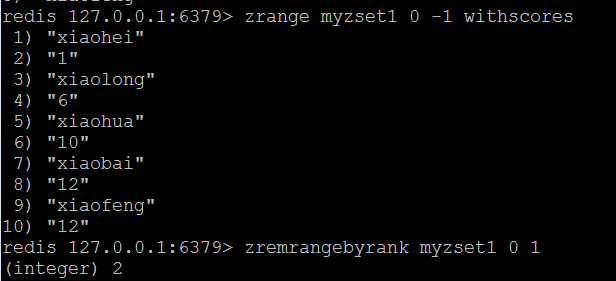 redis 127.0.0.1:6379> zrange myzset1 0 -1 withscores
 1) "xiaohei"
 2) "1"
 3) "xiaolong"
 4) "6"
 5) "xiaohua"
 6) "10"
 7) "xiaobai"
 8) "12"
 9) "xiaofeng"
10) "12"
redis 127.0.0.1:6379> zremrangebyrank myzset1 0 1
(integer) 2